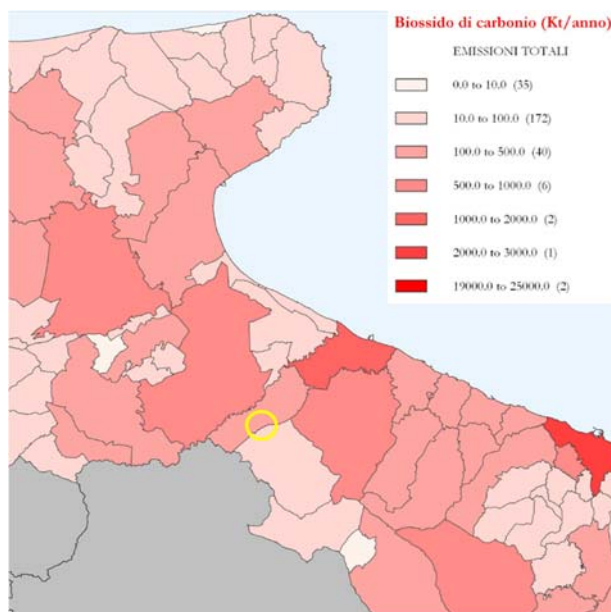 Biossido di carbonio (Kt/anno)
EMISSIONI TOTALI
0.0 to 10.0 (35)
10.0 to 100.0 (172)
100.0 to 500.0 (40)
500.0 to 1000.0 (6)
1000.0 to 2000.0 (2)
2000.0 to 3000.0 (1)
19000.0 to 25000.0 (2)